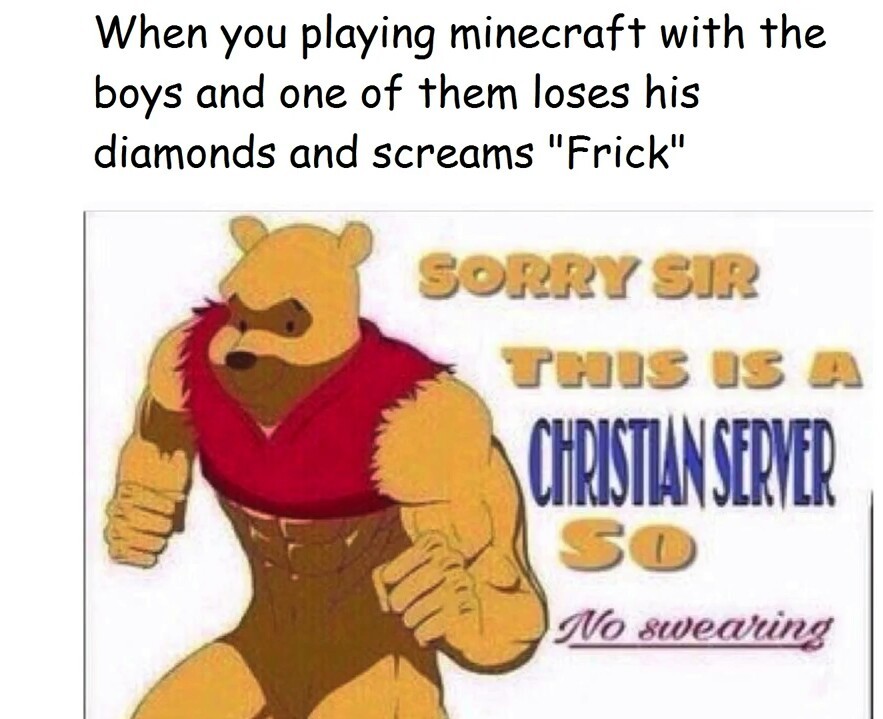 When you playing minecraft with the
boys and one of them loses his
diamonds and screams "Frick"
SORRY SIR
THIS IS A
CHRISTIAN SERVER
SO
No swearing